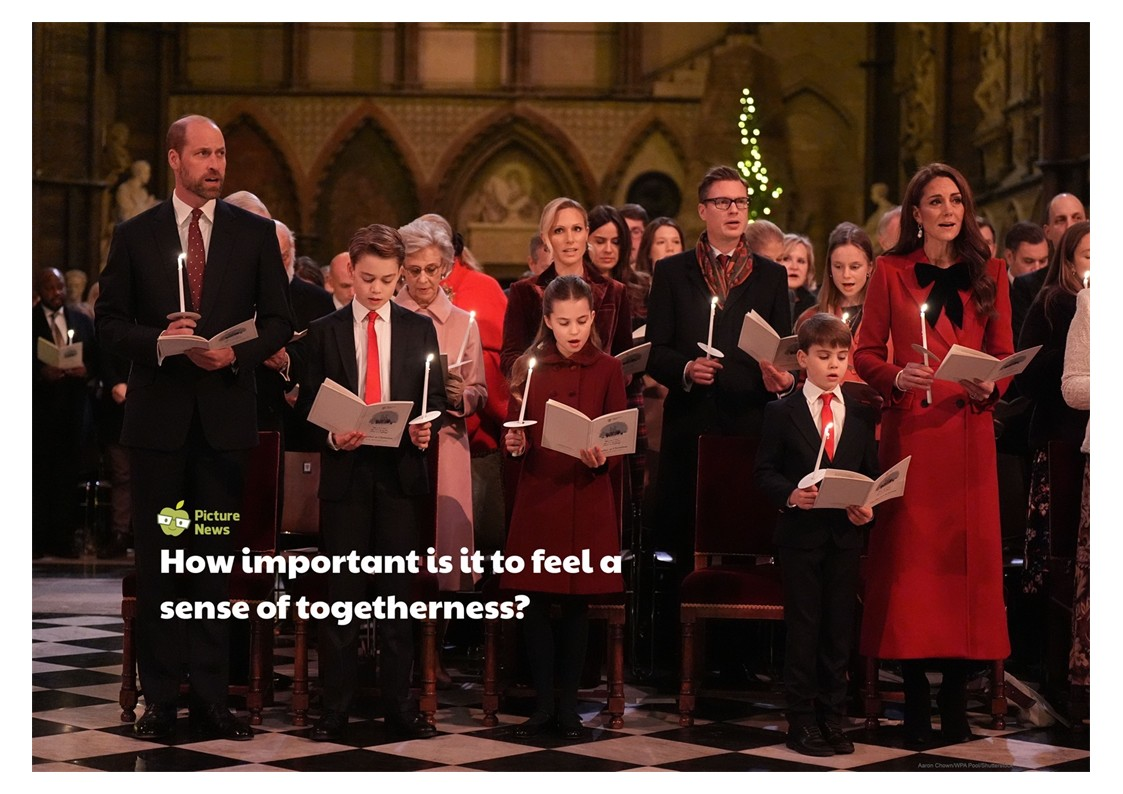 Picture
News
How important is it to feel a
sense of togetherness?
Aaron Chown/WPA Pool/Shutterstock